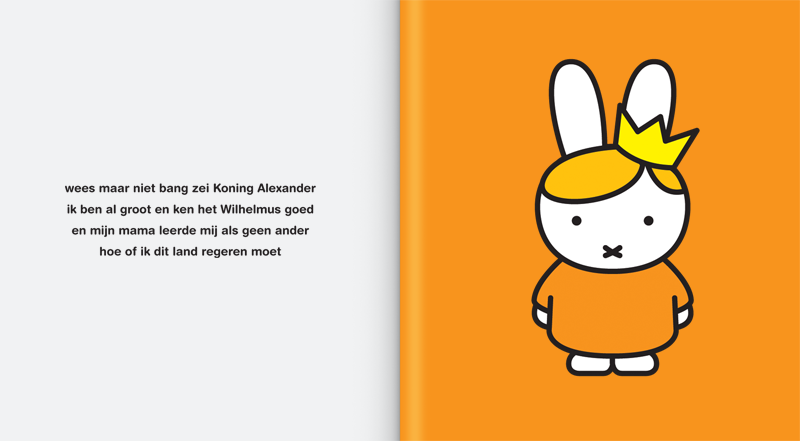 wees maar niet bang zei Koning Alexander
ik ben al groot en ken het Wilhelmus goed
en mijn mama leerde mij als geen ander
hoe of ik dit land regeren moet